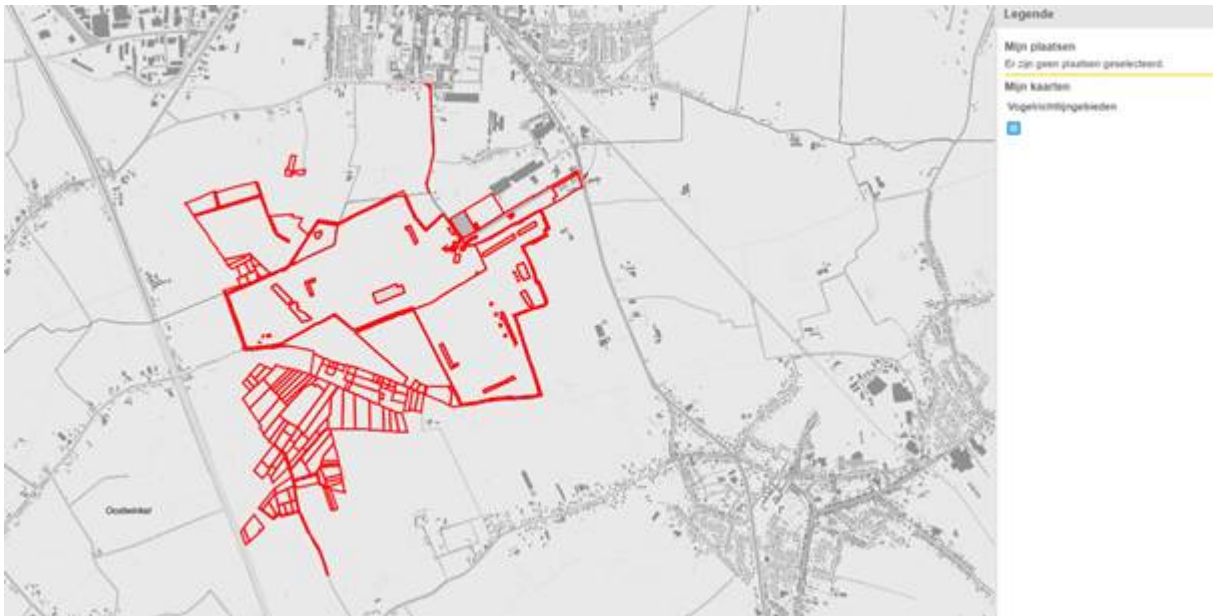 Legende
Mijn plaatsen
Er zijn geen plaatsen geselecteerd.
Mijn kaarten
Vogelrichtlijngebieden
Oostwinkel